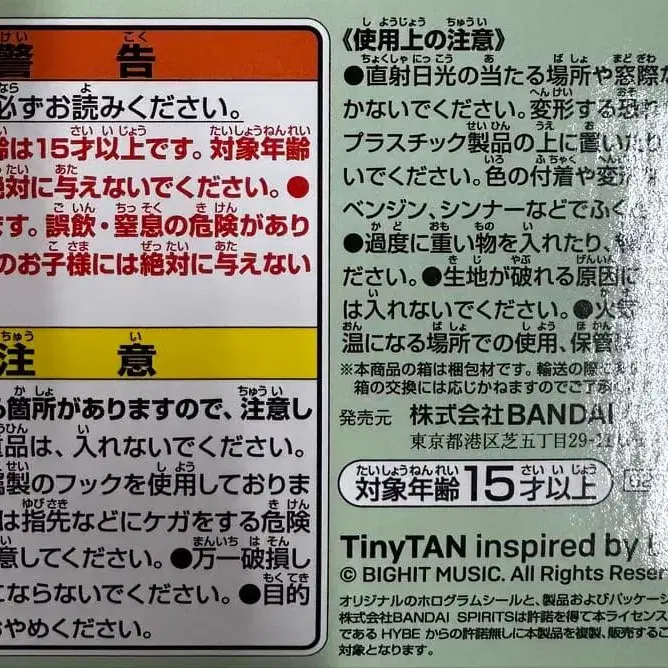 警告
必ずお読みください。
齢は15才以上です。対象年齢
絶対に与えないでください。●
ます。誤飲・窒息の危険があり
のお子様には絶対に与えない
注意
箇所がありますので、注意し
品は、入れないでください。
製のフックを使用しておりま
は指先などにケガをする危険
意してください。●万一破損し
にならないでください。●目的
おやめください。
《使用上の注意》
●直射日光の当たる場所や窓際な
かないでください。変形する恐
プラスチック製品の上に置いたり
いでください。色の付着や変
ベンジン、シンナーなどでふく
●過度に重い物を入れたり、
ださい。●生地が破れる原因に
は入れないでください。●火気
温になる場所での使用、保管
※本商品の箱は梱包材です。輸送の際
箱の交換には応じかねますのでご了
発売元 株式会社BANDAI
東京都港区芝五丁目29-11
対象年齢15才以上
TinyTAN inspired by
© BIGHIT MUSIC. All Rights Reser
オリジナルのホログラムシールと、製品およびパッケージ
株式会社BANDAI SPIRITSは許諾を得て本ライセンス
である HYBE からの許諾無しに本製品を複製、販売するこ
対象となります。